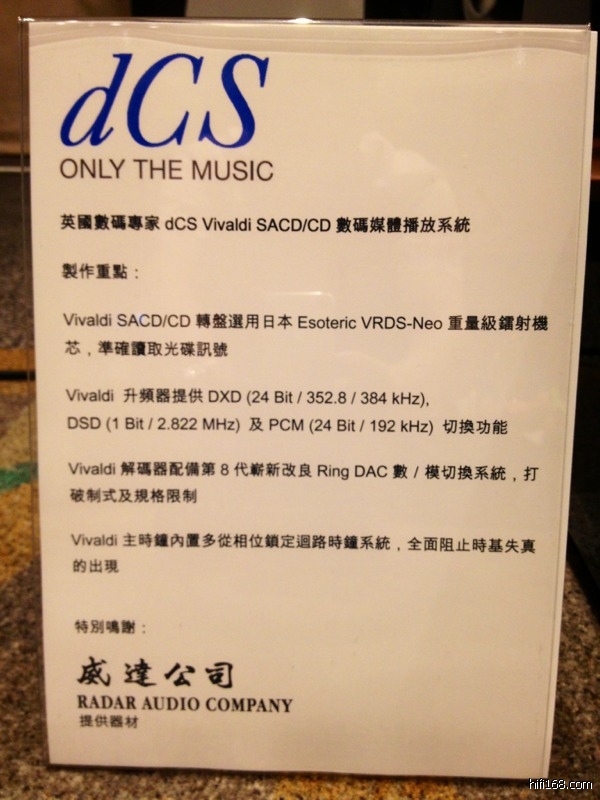 dCS
ONLY THE MUSIC
英國數碼專家 dCS Vivaldi SACD/CD 數碼媒體播放系統
製作重點：
Vivaldi SACD/CD 轉盤選用日本 Esoteric VRDS-Neo 重量級鐳射機
芯，準確讀取光碟訊號
Vivaldi 升頻器提供 DXD (24 Bit / 352.8 / 384 kHz),
DSD (1 Bit / 2.822 MHz) 及 PCM (24 Bit / 192 kHz) 切換功能
Vivaldi 解碼器配備第 8 代嶄新改良 Ring DAC 數 / 模切換系統，打
破制式及規格限制
Vivaldi 主時鐘內置多從相位鎖定迴路時鐘系統，全面阻止時基失真
的出現
特別鳴謝：
威達公司
RADAR AUDIO COMPANY
提供器材
hifi168.com